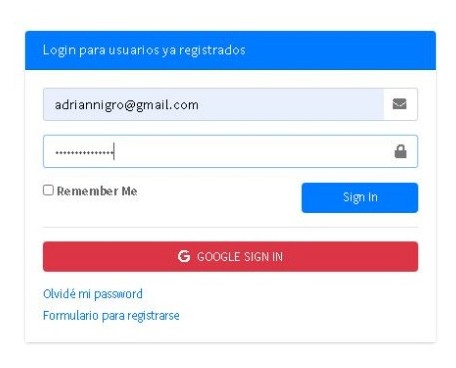 Login para usuarios ya registrados
adriannigro@gmail.com
...............
Remember Me
Sign In
G GOOGLE SIGN IN
Olvidé mi password
Formulario para registrarse